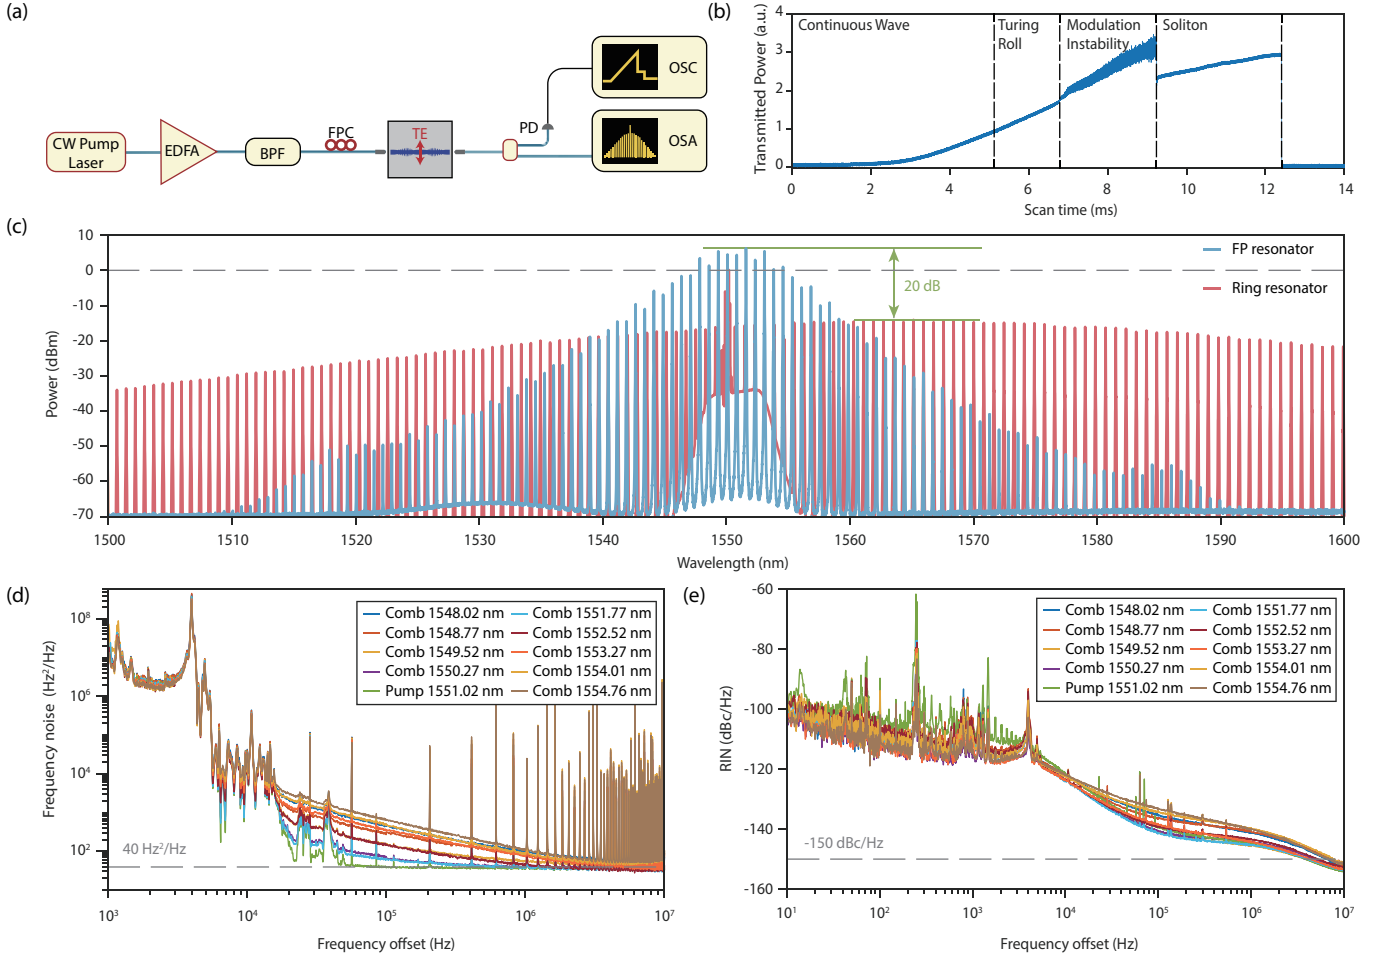 (a)
CW Pump
Laser
EDFA
BPF
FPC
TE
PD
OSC
OSA
(b)
Transmitted Power (a.u.)
4
3
2
1
0
Continuous Wave
Turing
Roll
Modulation
Instability
Soliton
0 2 4 6 8 10 12 14
Scan time (ms)
(c)
Power (dBm)
10
0
-10
-20
-30
-40
-50
-60
-70
FP resonator
Ring resonator
20 dB
1500 1510 1520 1530 1540 1550 1560 1570 1580 1590 1600
Wavelength (nm)
(d)
Frequency noise (Hz²/Hz)
10⁸
10⁶
10⁴
10²
Comb 1548.02 nm
Comb 1548.77 nm
Comb 1549.52 nm
Comb 1550.27 nm
Pump 1551.02 nm
Comb 1551.77 nm
Comb 1552.52 nm
Comb 1553.27 nm
Comb 1554.01 nm
Comb 1554.76 nm
40 Hz²/Hz
10³ 10⁴ 10⁵ 10⁶ 10⁷
Frequency offset (Hz)
(e)
RIN (dBc/Hz)
-60
-80
-100
-120
-140
-160
Comb 1548.02 nm
Comb 1548.77 nm
Comb 1549.52 nm
Comb 1550.27 nm
Pump 1551.02 nm
Comb 1551.77 nm
Comb 1552.52 nm
Comb 1553.27 nm
Comb 1554.01 nm
Comb 1554.76 nm
-150 dBc/Hz
10¹ 10² 10³ 10⁴ 10⁵ 10⁶ 10⁷
Frequency offset (Hz)